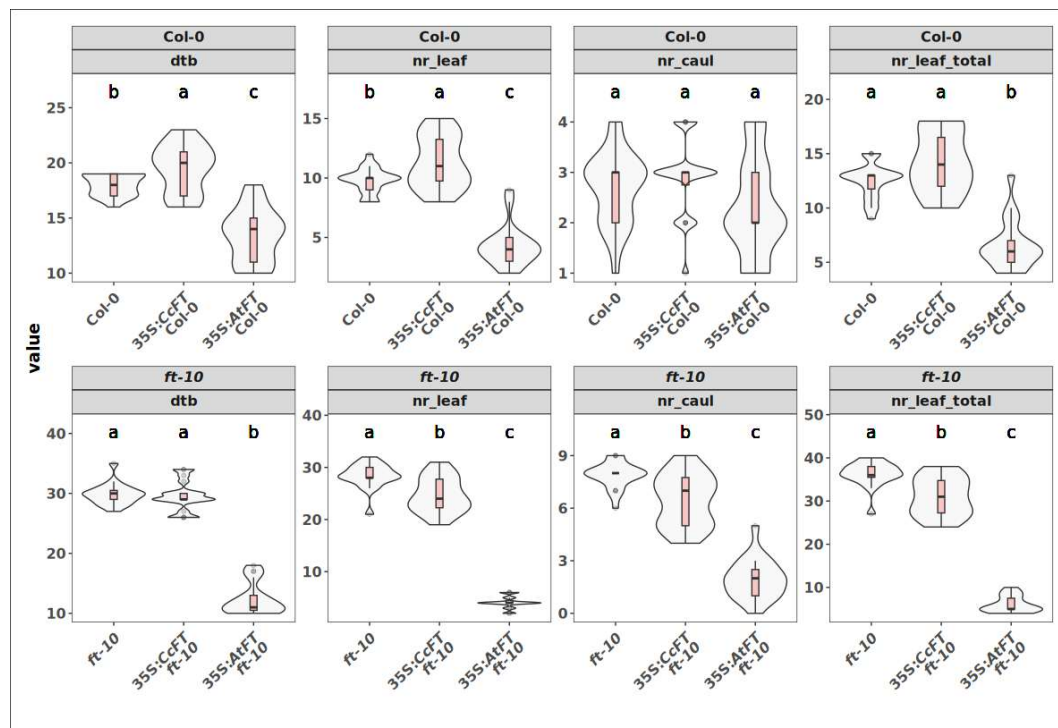 Col-0 Col-0 Col-0 Col-0
dtb nr_leaf nr_caul nr_leaf_total
b a c b a c a a a a a b
25
20
15
10
15
10
5
4
3
2
1
20
15
10
5
Col-0 35S:CcFT Col-0 35S:AtFT Col-0
Col-0 35S:CcFT Col-0 35S:AtFT Col-0
Col-0 35S:CcFT Col-0 35S:AtFT Col-0
Col-0 35S:CcFT Col-0 35S:AtFT Col-0
value
ft-10 ft-10 ft-10 ft-10
dtb nr_leaf nr_caul nr_leaf_total
a a b a b c a b c a b c
40
30
20
10
40
30
20
10
9
6
3
0
50
40
30
20
10
ft-10 35S:CcFT ft-10 35S:AtFT ft-10
ft-10 35S:CcFT ft-10 35S:AtFT ft-10
ft-10 35S:CcFT ft-10 35S:AtFT ft-10
ft-10 35S:CcFT ft-10 35S:AtFT ft-10